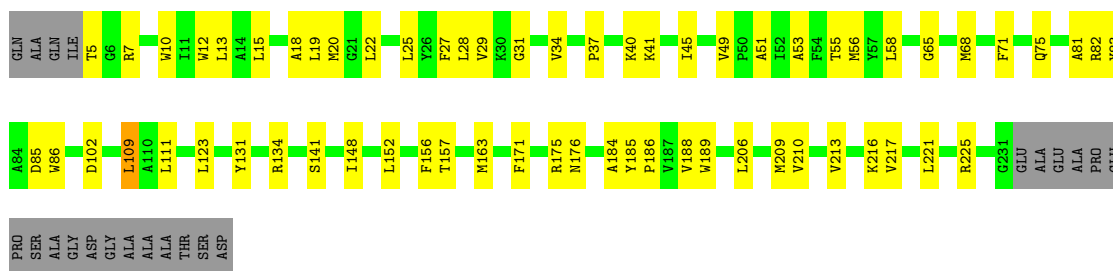 GLN ALA GLN ILE T5 G6 R7 W10 I11 W12 L13 A14 L15 A18 L19 M20 G21 L22 L25 Y26 F27 L28 V29 K30 G31 V34 P37 K40 K41 I45 V49 P50 A51 I52 A53 F54 T55 M56 Y57 L58 G65 M68 F71 Q75 A81 R82
A84 D85 W86 D102 L109 A110 L111 L123 Y131 R134 S141 I148 L152 F156 T157 M163 F171 R175 N176 A184 Y185 P186 V187 V188 W189 L206 M209 V210 V213 K216 V217 L221 R225 G231 GLU ALA GLU ALA PRO
PRO SER ALA GLY ASP GLY ALA ALA ALA THR SER ASP